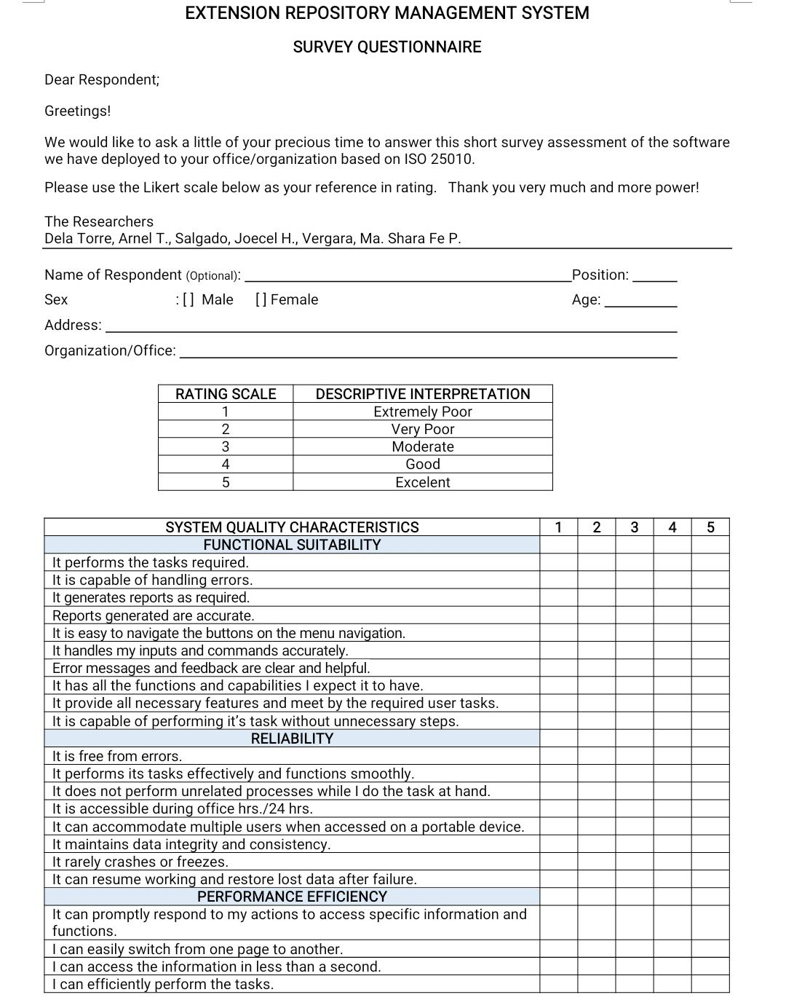 EXTENSION REPOSITORY MANAGEMENT SYSTEM
SURVEY QUESTIONNAIRE
Dear Respondent;
Greetings!
We would like to ask a little of your precious time to answer this short survey assessment of the software
we have deployed to your office/organization based on ISO 25010.
Please use the Likert scale below as your reference in rating.   Thank you very much and more power!
The Researchers
Dela Torre, Arnel T., Salgado, Joecel H., Vergara, Ma. Shara Fe P.
Name of Respondent (Optional): ______ Position: ______
Sex : [ ] Male [ ] Female Age: ______
Address: ______
Organization/Office: ______
RATING SCALE DESCRIPTIVE INTERPRETATION
1 Extremely Poor
2 Very Poor
3 Moderate
4 Good
5 Excelent
SYSTEM QUALITY CHARACTERISTICS 1 2 3 4 5
FUNCTIONAL SUITABILITY
It performs the tasks required.
It is capable of handling errors.
It generates reports as required.
Reports generated are accurate.
It is easy to navigate the buttons on the menu navigation.
It handles my inputs and commands accurately.
Error messages and feedback are clear and helpful.
It has all the functions and capabilities I expect it to have.
It provide all necessary features and meet by the required user tasks.
It is capable of performing it’s task without unnecessary steps.
RELIABILITY
It is free from errors.
It performs its tasks effectively and functions smoothly.
It does not perform unrelated processes while I do the task at hand.
It is accessible during office hrs./24 hrs.
It can accommodate multiple users when accessed on a portable device.
It maintains data integrity and consistency.
It rarely crashes or freezes.
It can resume working and restore lost data after failure.
PERFORMANCE EFFICIENCY
It can promptly respond to my actions to access specific information and
functions.
I can easily switch from one page to another.
I can access the information in less than a second.
I can efficiently perform the tasks.